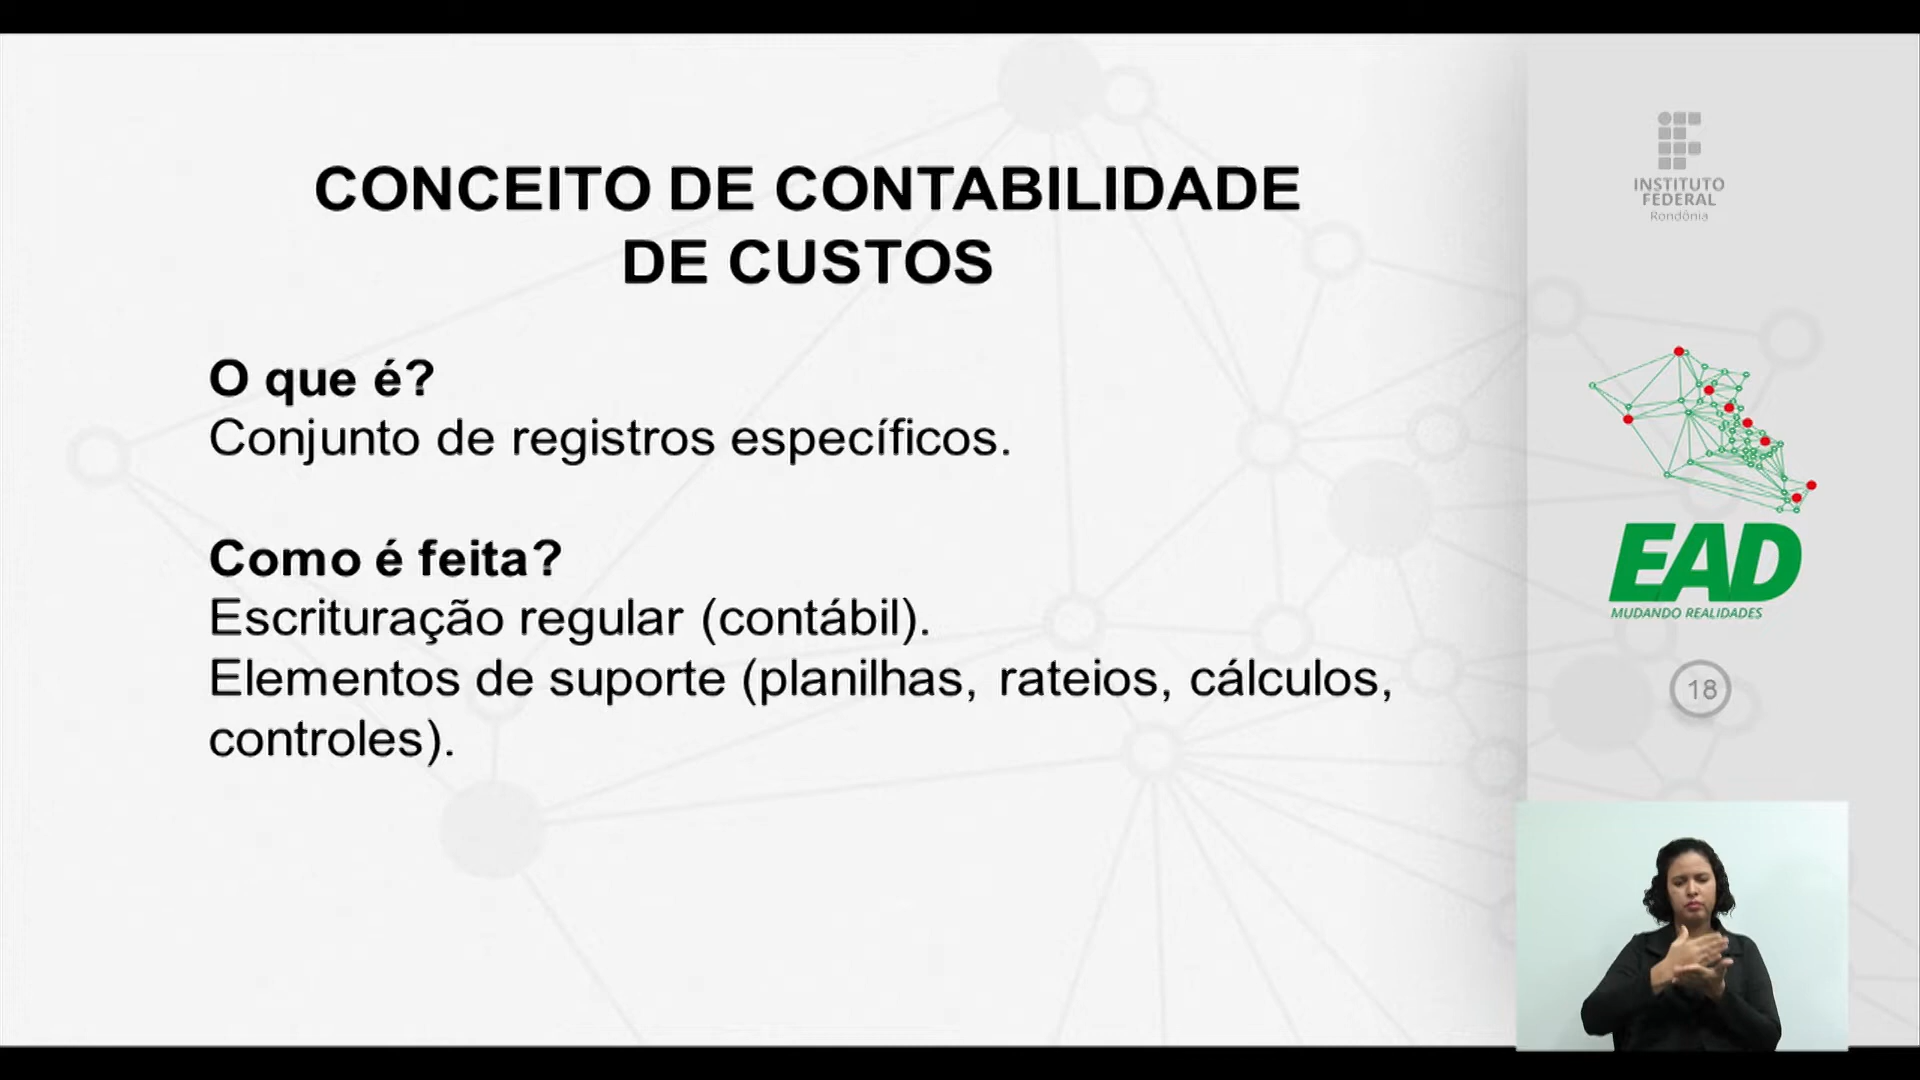 CONCEITO DE CONTABILIDADE
DE CUSTOS
O que é?
Conjunto de registros específicos.
Como é feita?
Escrituração regular (contábil).
Elementos de suporte (planilhas, rateios, cálculos,
controles).
INSTITUTO
FEDERAL
Rondônia
EAD
MUDANDO REALIDADES
18